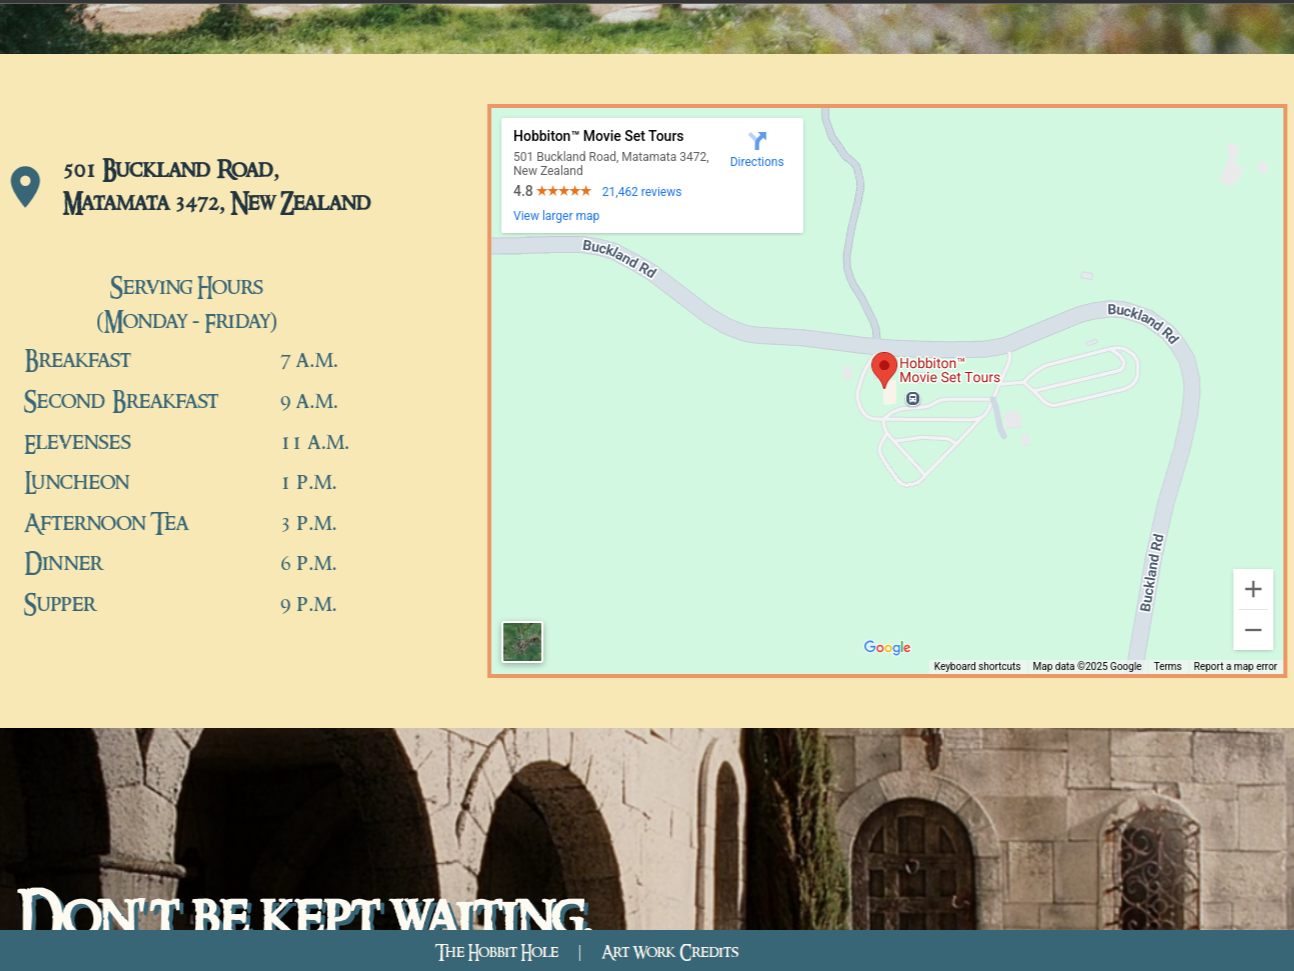 501 Buckland Road,
Matamata 3472, New Zealand
Serving Hours
(Monday - Friday)
Breakfast 7 A.M.
Second Breakfast 9 A.M.
Elevenses 11 A.M.
Luncheon 1 P.M.
Afternoon Tea 3 P.M.
Dinner 6 P.M.
Supper 9 P.M.
Hobbiton™ Movie Set Tours
501 Buckland Road, Matamata 3472,
New Zealand
4.8 ★★★★★ 21,462 reviews
View larger map
Directions
Buckland Rd
Buckland Rd
Hobbiton™
Movie Set Tours
Buckland Rd
Google
Keyboard shortcuts Map data ©2025 Google Terms Report a map error
Don't be kept waiting.
The Hobbit Hole | Art Work Credits